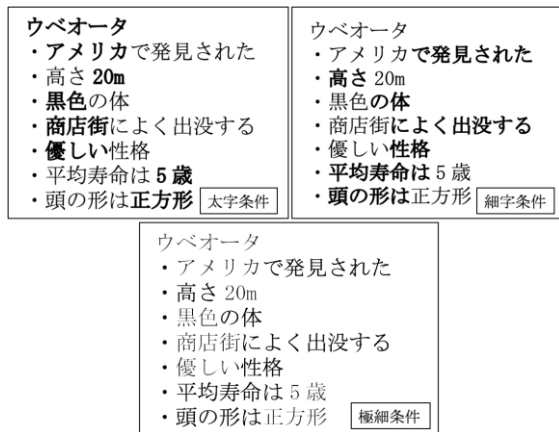 ウベオータ
・アメリカで発見された
・高さ 20m
・黒色の体
・商店街によく出没する
・優しい性格
・平均寿命は 5 歳
・頭の形は正方形
太字条件
ウベオータ
・アメリカで発見された
・高さ 20m
・黒色の体
・商店街によく出没する
・優しい性格
・平均寿命は 5 歳
・頭の形は正方形
細字条件
ウベオータ
・アメリカで発見された
・高さ 20m
・黒色の体
・商店街によく出没する
・優しい性格
・平均寿命は 5 歳
・頭の形は正方形
極細条件